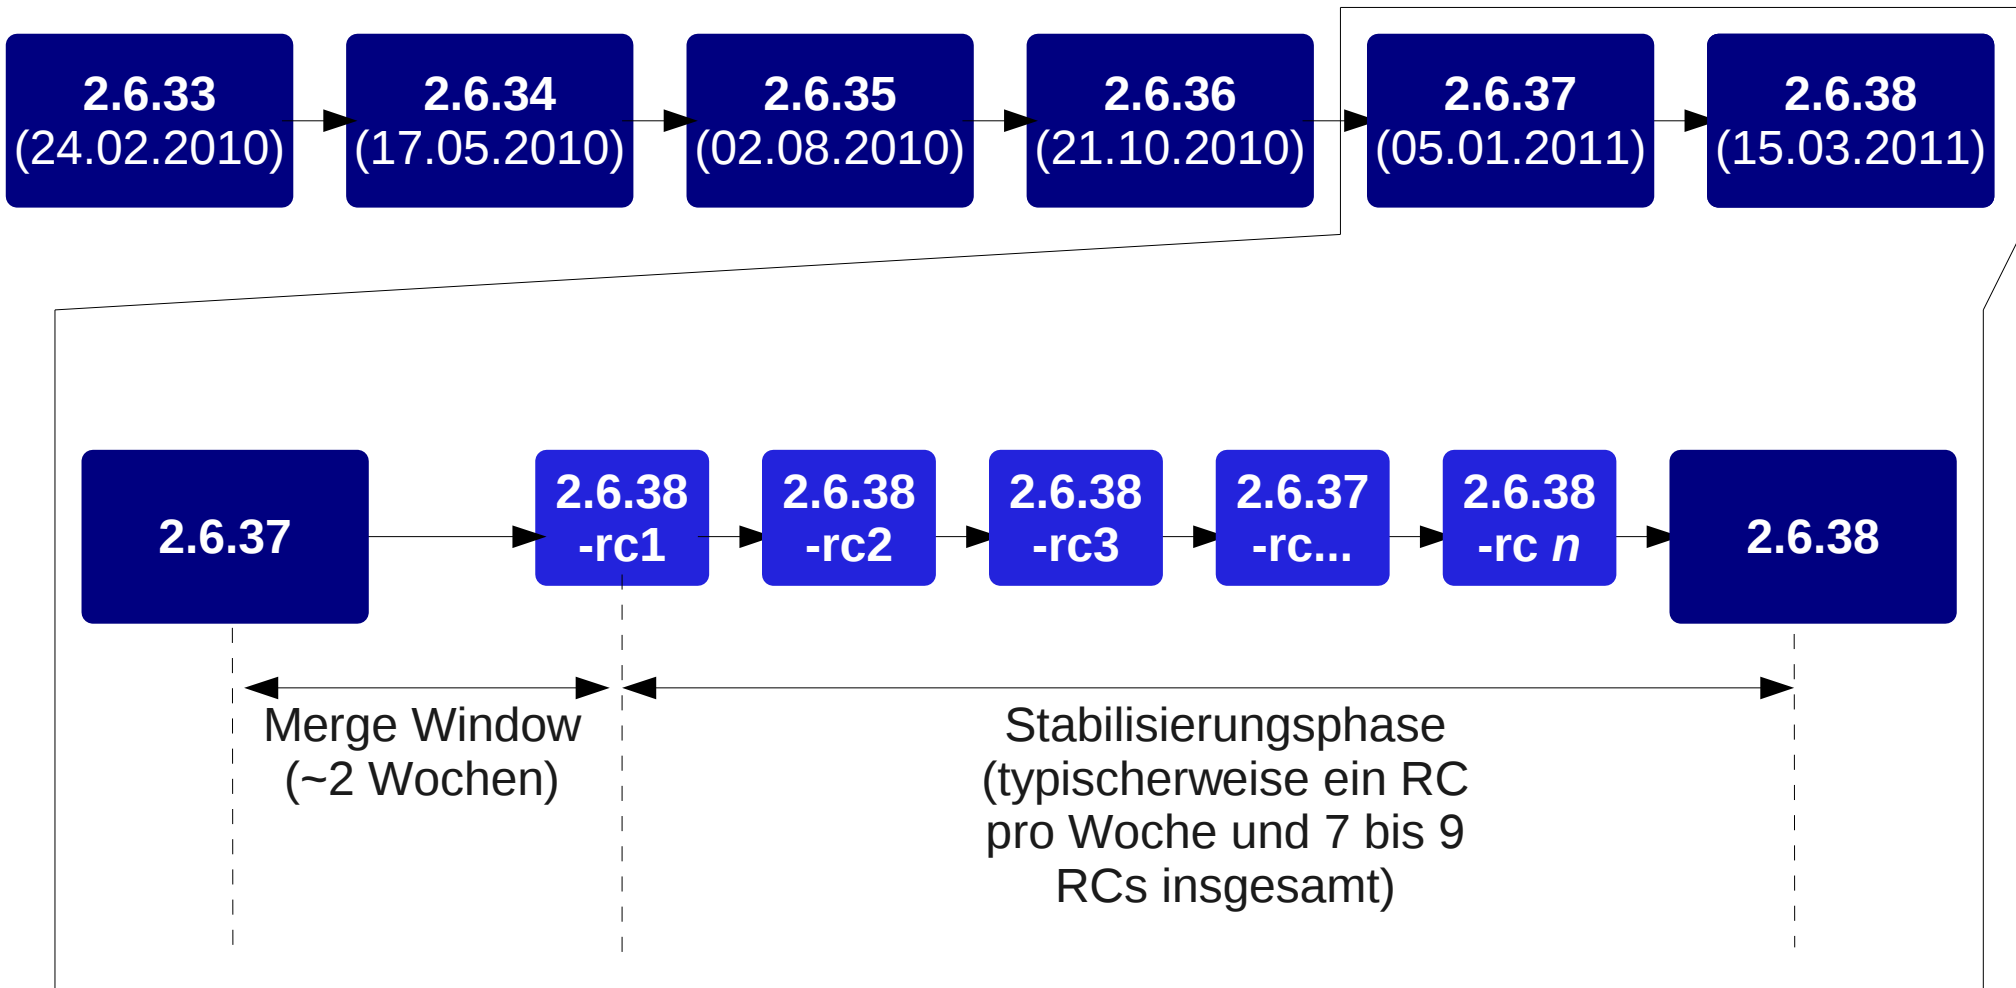 2.6.33
(24.02.2010)
2.6.34
(17.05.2010)
2.6.35
(02.08.2010)
2.6.36
(21.10.2010)
2.6.37
(05.01.2011)
2.6.38
(15.03.2011)
2.6.37
2.6.38
-rc1
2.6.38
-rc2
2.6.38
-rc3
2.6.37
-rc...
2.6.38
-rc n
2.6.38
Merge Window
(~2 Wochen)
Stabilisierungsphase
(typischerweise ein RC
pro Woche und 7 bis 9
RCs insgesamt)